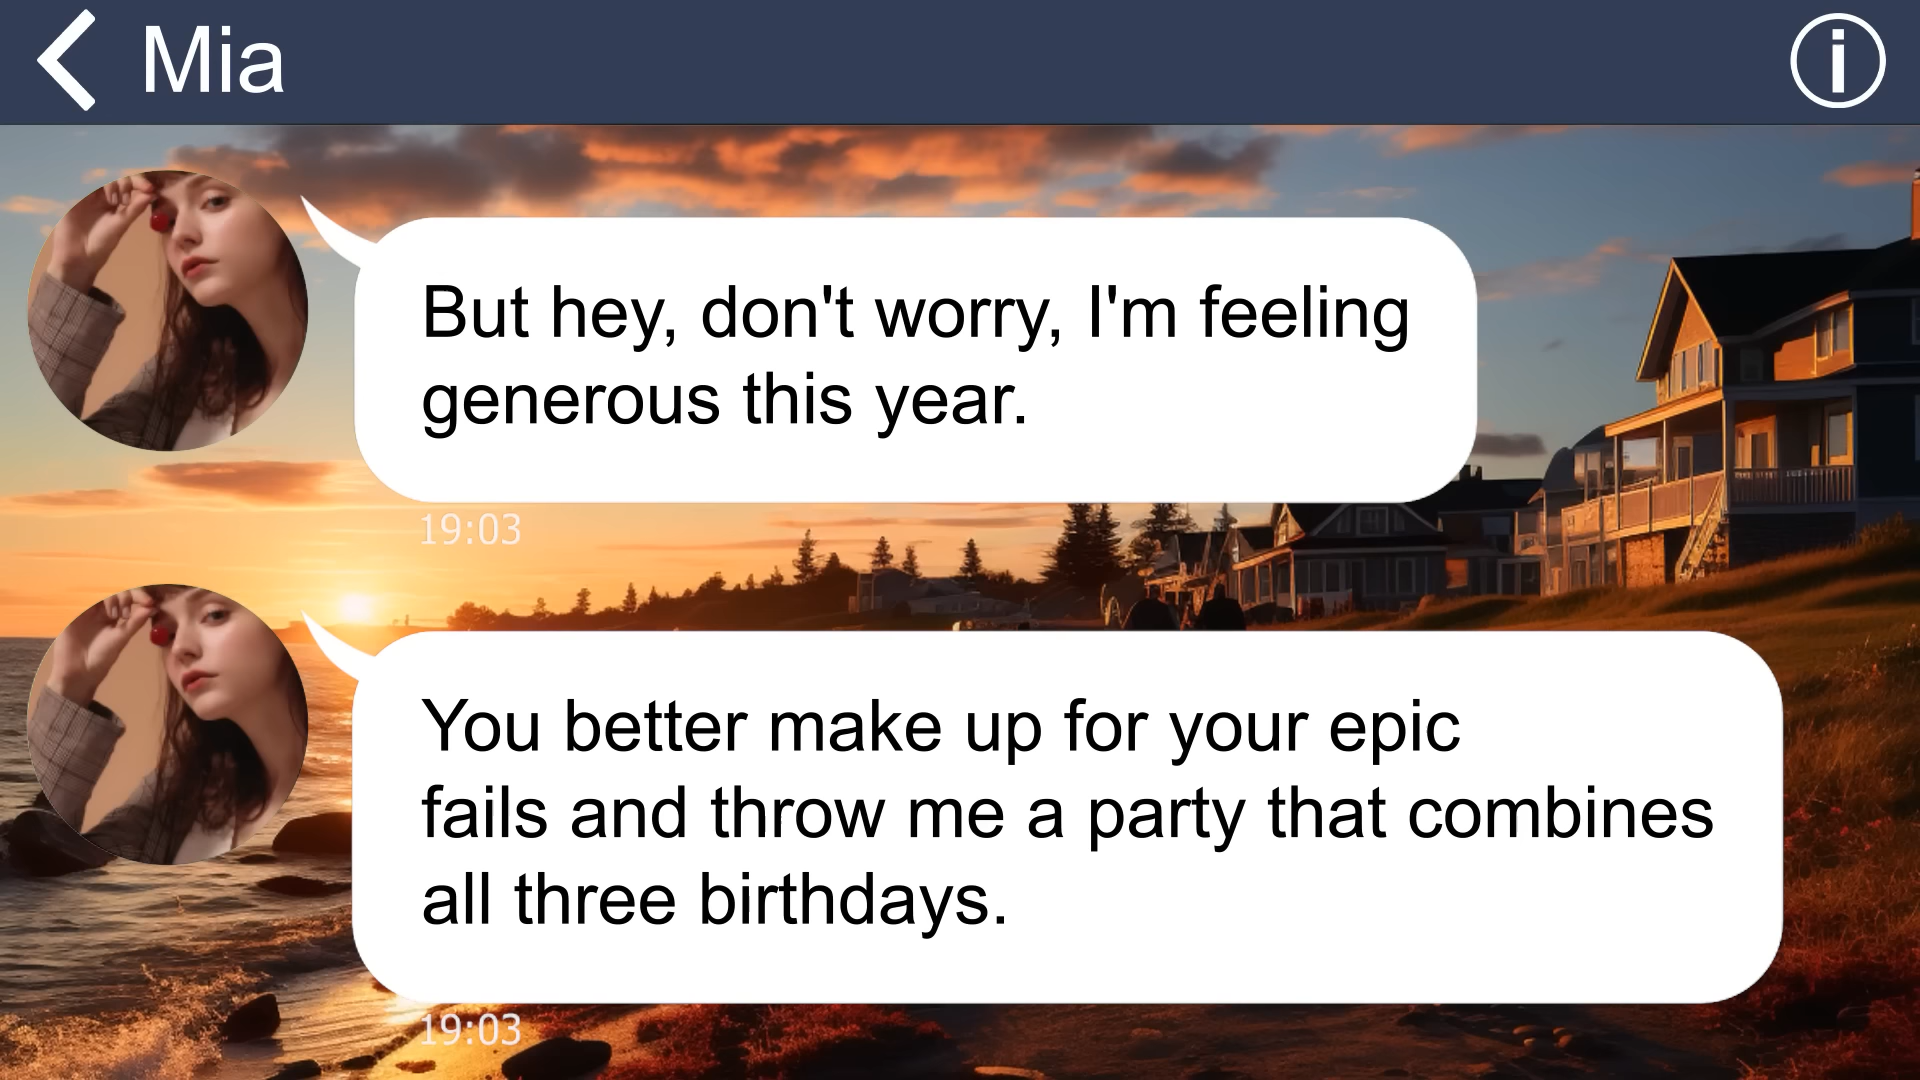 Mia
But hey, don't worry, I'm feeling
generous this year.
19:03
You better make up for your epic
fails and throw me a party that combines
all three birthdays.
19:03